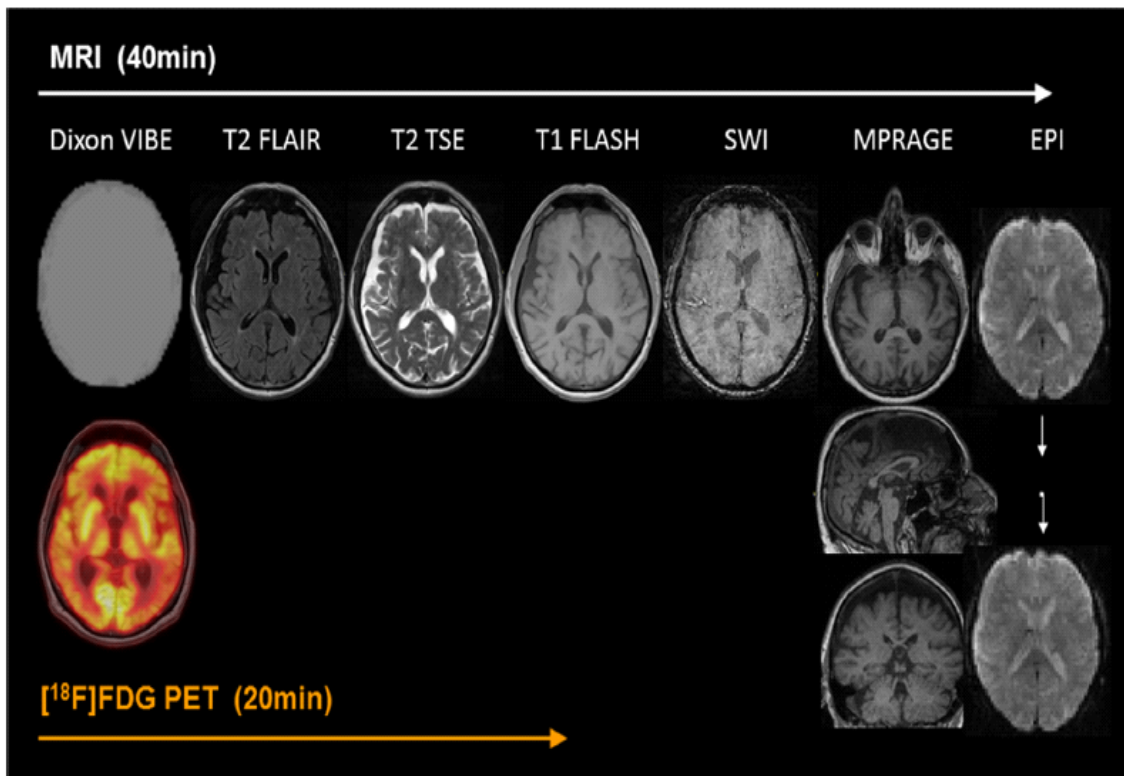 MRI (40min)
Dixon VIBE T2 FLAIR T2 TSE T1 FLASH SWI MPRAGE EPI
[¹⁸F]FDG PET (20min)